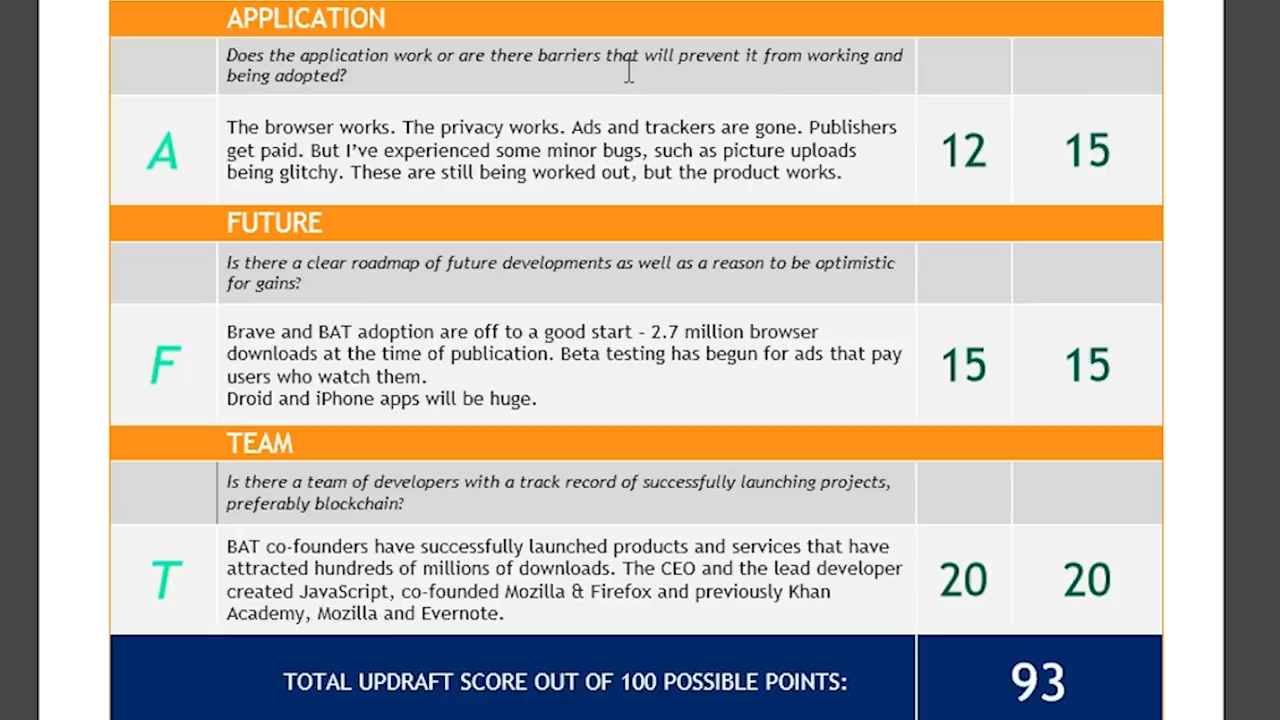 APPLICATION
Does the application work or are there barriers that will prevent it from working and
being adopted?
A
The browser works. The privacy works. Ads and trackers are gone. Publishers
get paid. But I've experienced some minor bugs, such as picture uploads
being glitchy. These are still being worked out, but the product works.
12
15
FUTURE
Is there a clear roadmap of future developments as well as a reason to be optimistic
for gains?
F
Brave and BAT adoption are off to a good start - 2.7 million browser
downloads at the time of publication. Beta testing has begun for ads that pay
users who watch them.
Droid and iPhone apps will be huge.
15
15
TEAM
Is there a team of developers with a track record of successfully launching projects,
preferably blockchain?
T
BAT co-founders have successfully launched products and services that have
attracted hundreds of millions of downloads. The CEO and the lead developer
created JavaScript, co-founded Mozilla & Firefox and previously Khan
Academy, Mozilla and Evernote.
20
20
TOTAL UPDRAFT SCORE OUT OF 100 POSSIBLE POINTS:
93